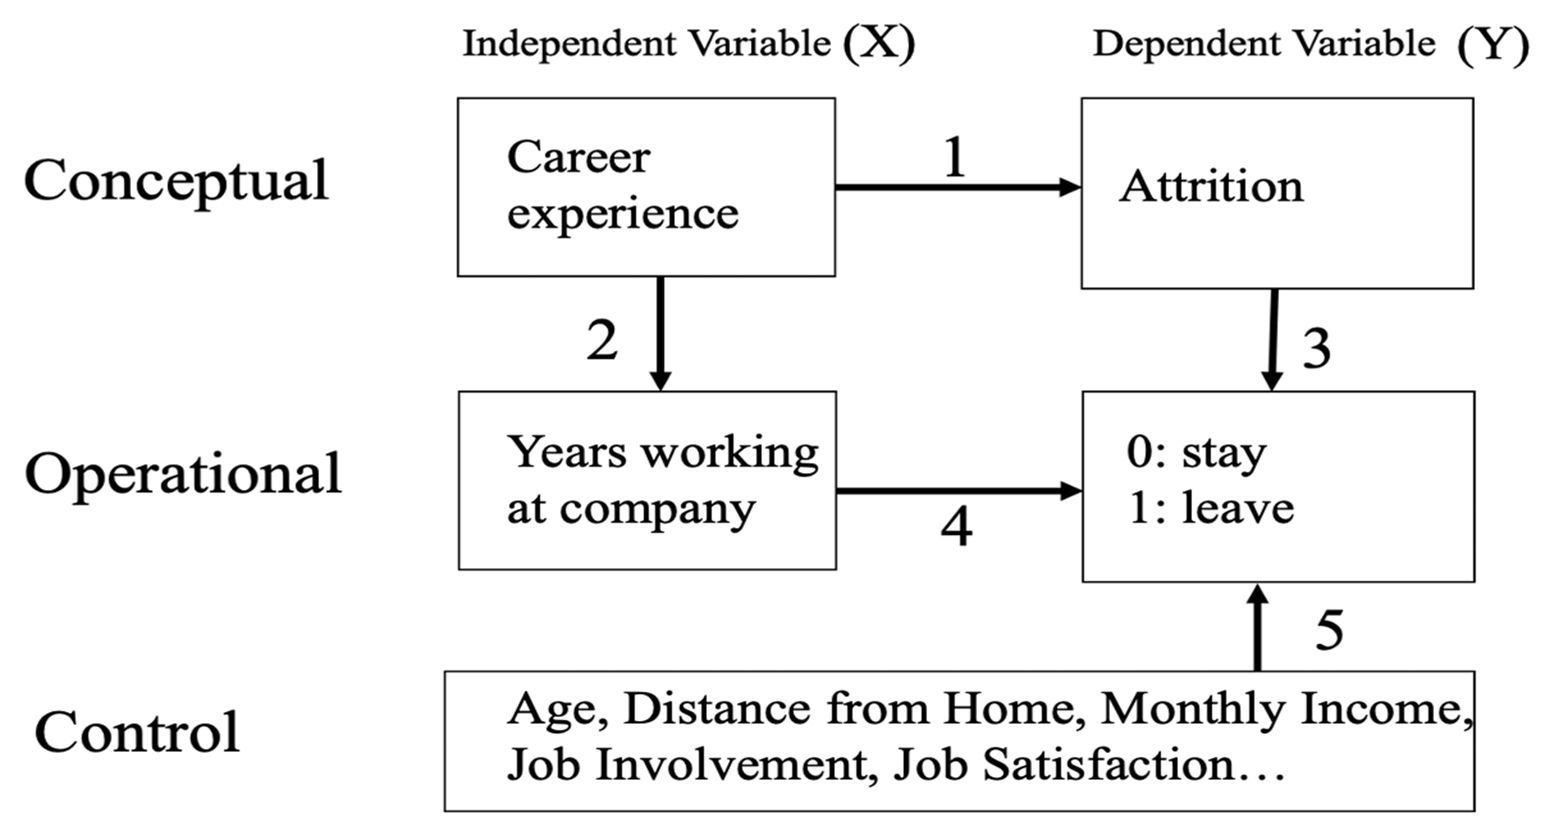 Independent Variable (X)
Dependent Variable (Y)
Conceptual
Career
experience
1
Attrition
2
3
Operational
Years working
at company
4
0: stay
1: leave
5
Control
Age, Distance from Home, Monthly Income,
Job Involvement, Job Satisfaction…